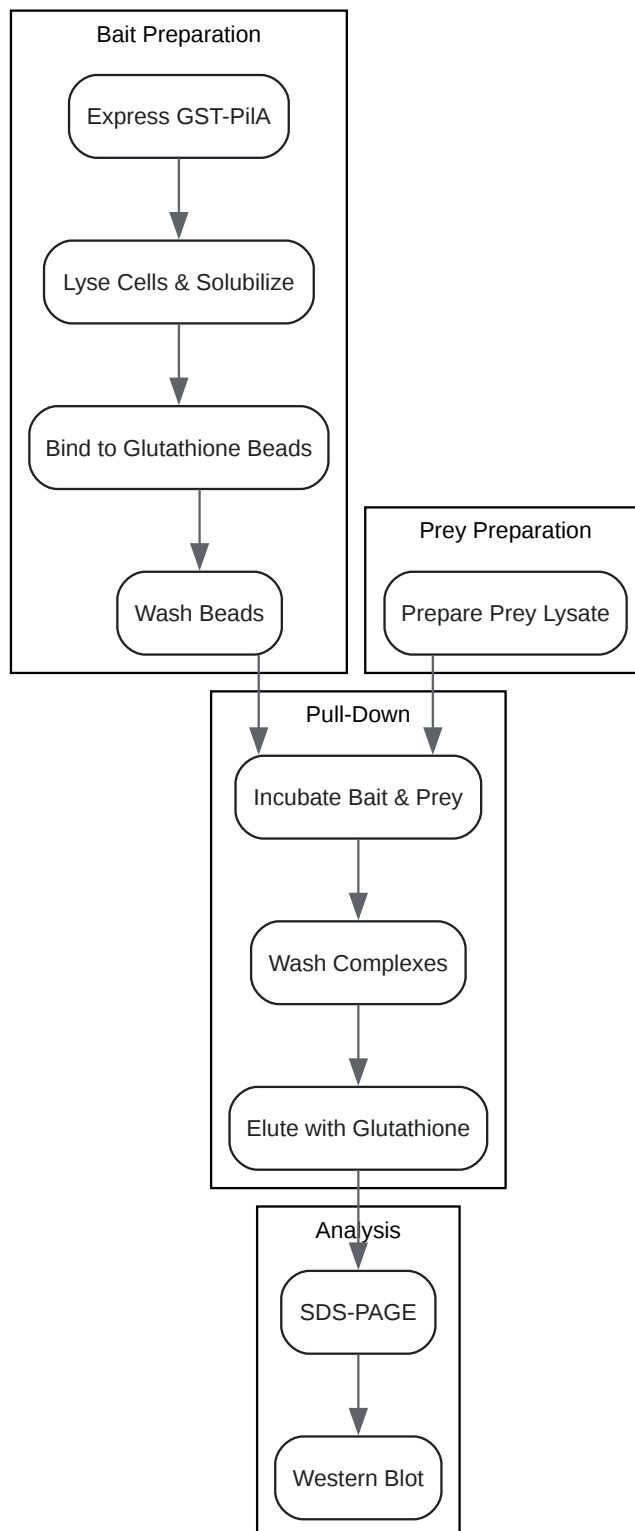 Bait Preparation
Express GST-PilA
Lyse Cells & Solubilize
Bind to Glutathione Beads
Wash Beads
Prey Preparation
Prepare Prey Lysate
Pull-Down
Incubate Bait & Prey
Wash Complexes
Elute with Glutathione
Analysis
SDS-PAGE
Western Blot